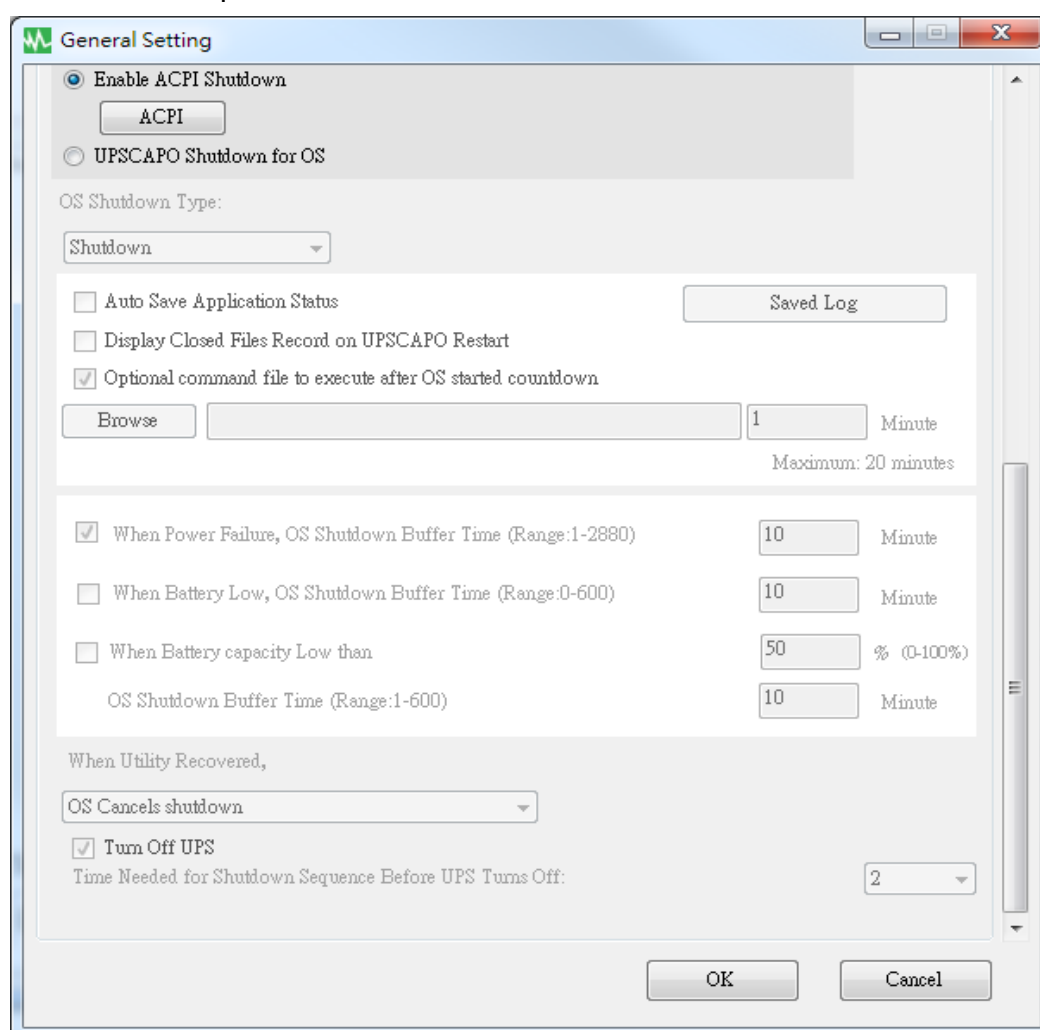 General Setting
Enable ACPI Shutdown
ACPI
UPSCAPO Shutdown for OS
OS Shutdown Type:
Shutdown
Auto Save Application Status Saved Log
Display Closed Files Record on UPSCAPO Restart
Optional command file to execute after OS started countdown
Browse 1 Minute
Maximum: 20 minutes
When Power Failure, OS Shutdown Buffer Time (Range:1-2880) 10 Minute
When Battery Low, OS Shutdown Buffer Time (Range:0-600) 10 Minute
When Battery capacity Low than 50 % (0-100%)
OS Shutdown Buffer Time (Range:1-600) 10 Minute
When Utility Recovered,
OS Cancels shutdown
Turn Off UPS
Time Needed for Shutdown Sequence Before UPS Turns Off: 2
OK Cancel